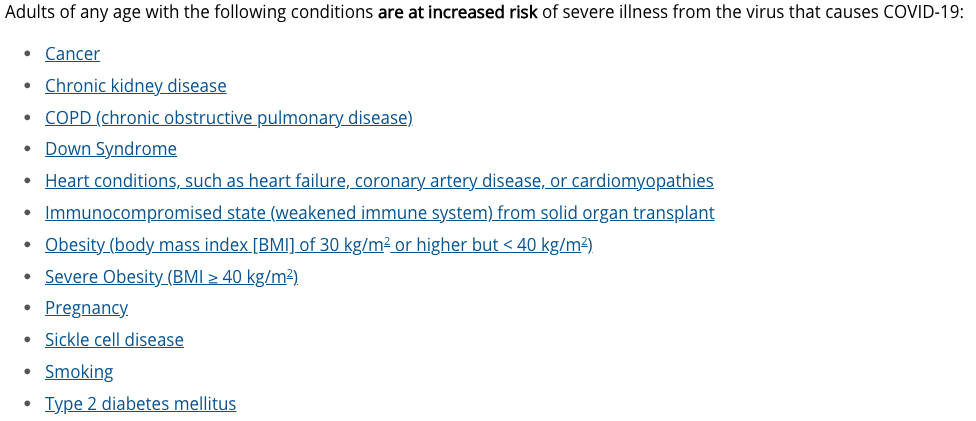 Adults of any age with the following conditions are at increased risk of severe illness from the virus that causes COVID-19:
• Cancer
• Chronic kidney disease
• COPD (chronic obstructive pulmonary disease)
• Down Syndrome
• Heart conditions, such as heart failure, coronary artery disease, or cardiomyopathies
• Immunocompromised state (weakened immune system) from solid organ transplant
• Obesity (body mass index [BMI] of 30 kg/m² or higher but < 40 kg/m²)
• Severe Obesity (BMI ≥ 40 kg/m²)
• Pregnancy
• Sickle cell disease
• Smoking
• Type 2 diabetes mellitus